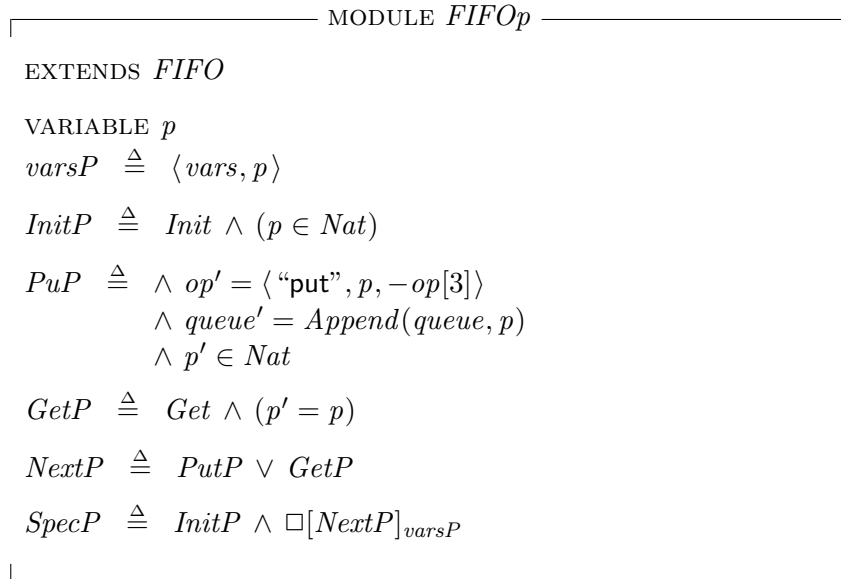 MODULE FIFOp
EXTENDS FIFO
VARIABLE p
varsP ≜ ⟨vars, p⟩
InitP ≜ Init ∧ (p ∈ Nat)
PuP ≜ ∧ op′ = ⟨“put”, p, −op[3]⟩
∧ queue′ = Append(queue, p)
∧ p′ ∈ Nat
GetP ≜ Get ∧ (p′ = p)
NextP ≜ PutP ∨ GetP
SpecP ≜ InitP ∧ □[NextP]_varsP